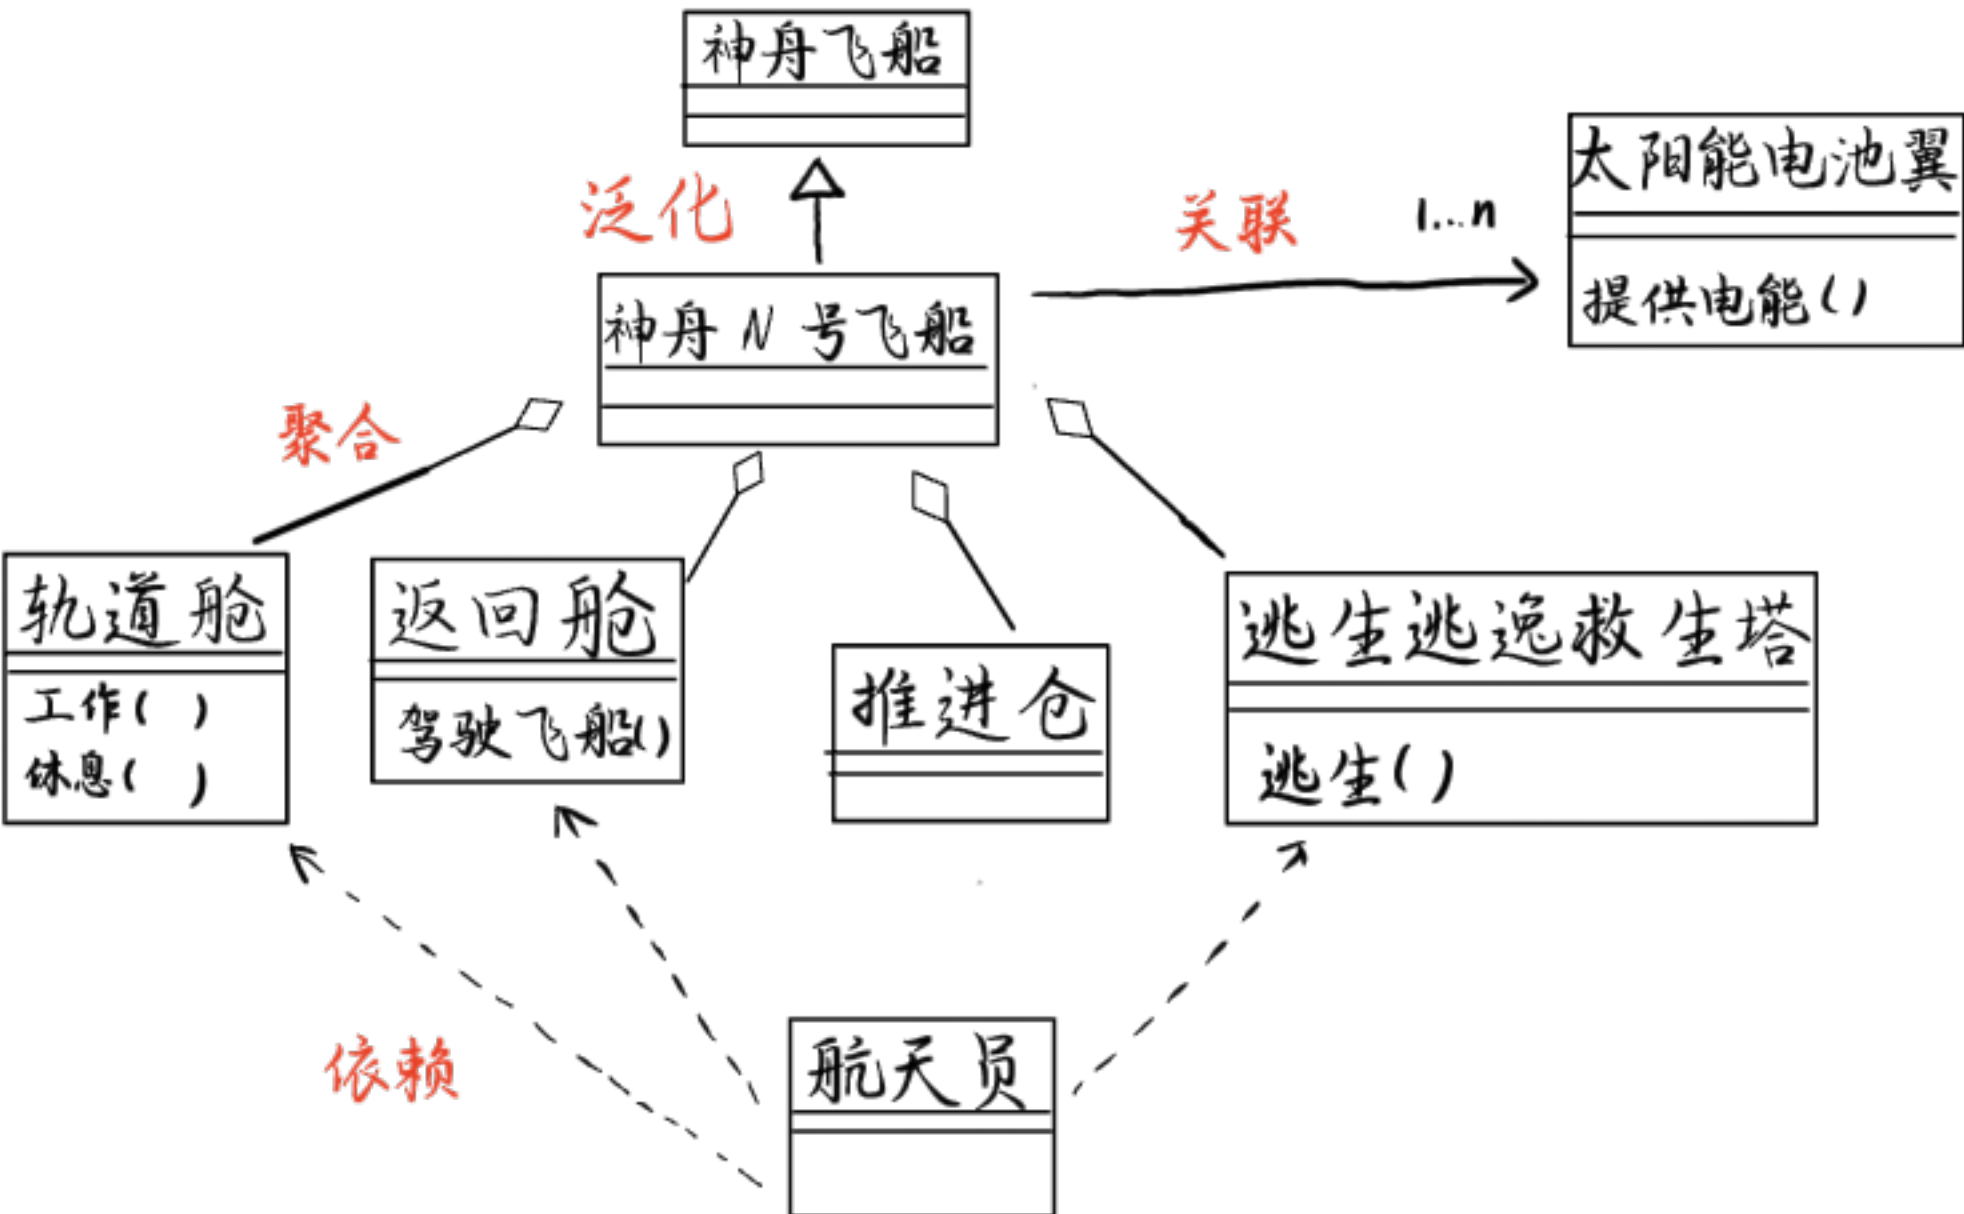 神舟飞船
泛化
关联
1...n
太阳能电池翼
提供电能()
神舟N号飞船
聚合
轨道舱
工作( )
休息( )
返回舱
驾驶飞船()
推进仓
逃生逃逸救生塔
逃生()
依赖
航天员